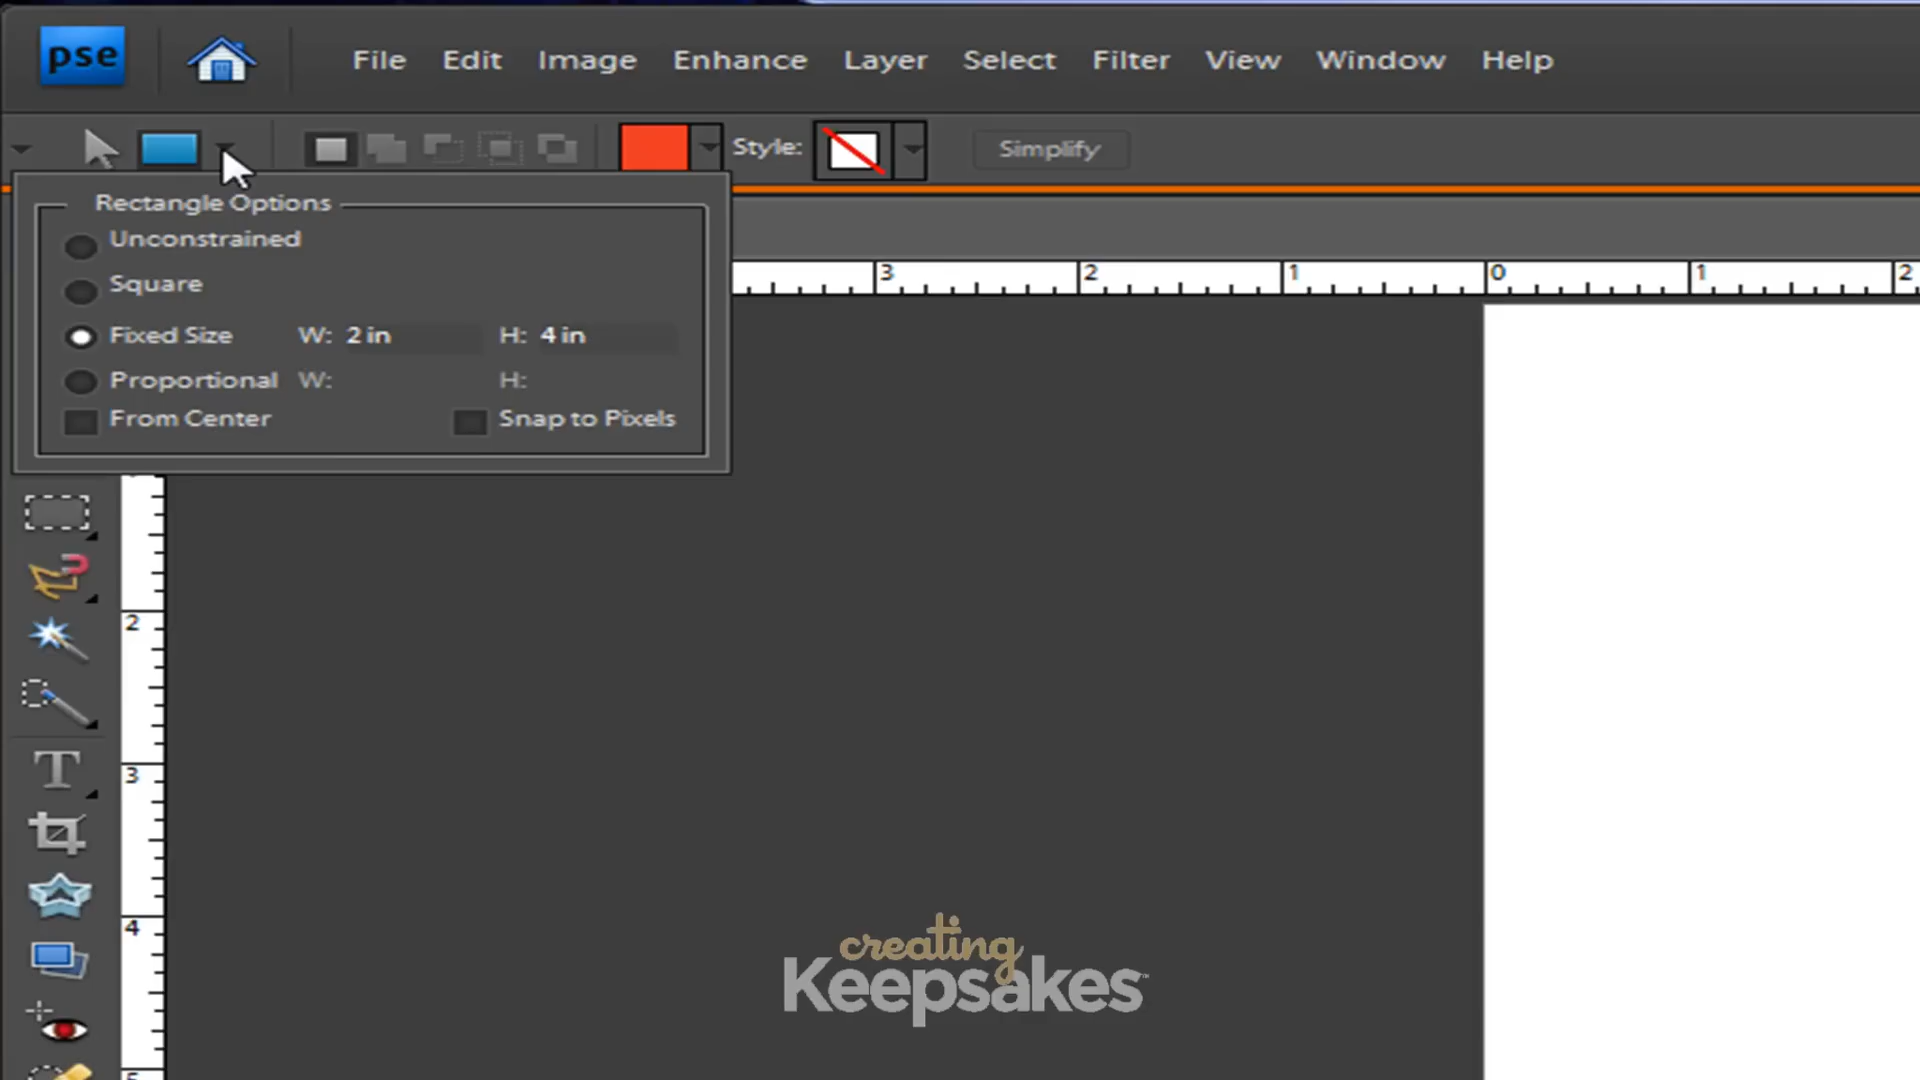 pse File Edit Image Enhance Layer Select Filter View Window Help
Style: Simplify
Rectangle Options
Unconstrained
Square
Fixed Size W: 2 in H: 4 in
Proportional W: H:
From Center Snap to Pixels
3 2 1 0 1 2
2
3
T
4
creating
Keepsakes™